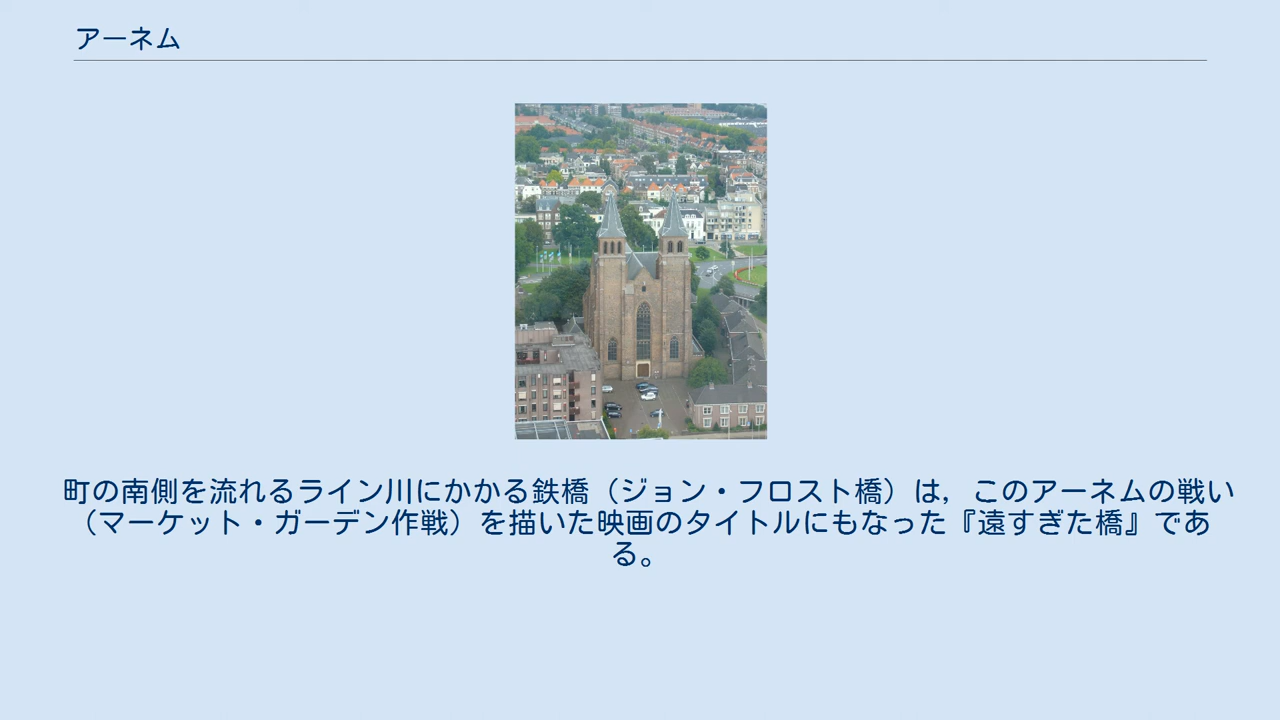 アーネム
町の南側を流れるライン川にかかる鉄橋（ジョン・フロスト橋）は，このアーネムの戦い
（マーケット・ガーデン作戦）を描いた映画のタイトルにもなった『遠すぎた橋』であ
る。